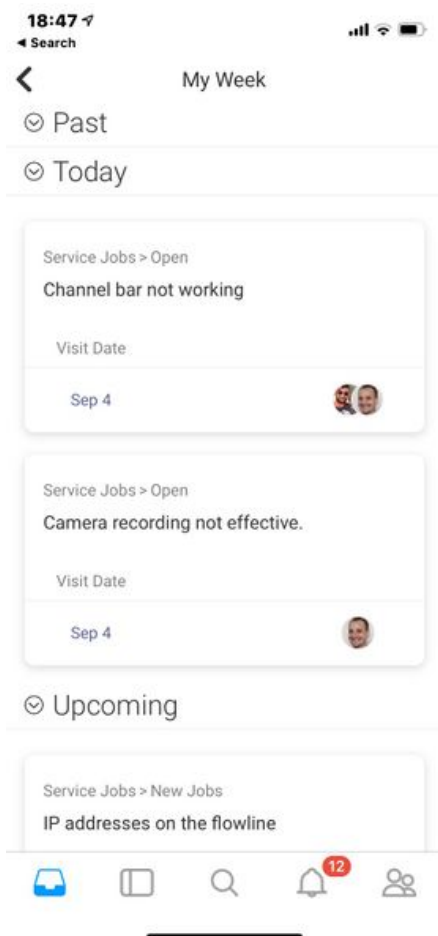 18:47
Search
My Week
Past
Today
Service Jobs > Open
Channel bar not working
Visit Date
Sep 4
Service Jobs > Open
Camera recording not effective.
Visit Date
Sep 4
Upcoming
Service Jobs > New Jobs
IP addresses on the flowline
12